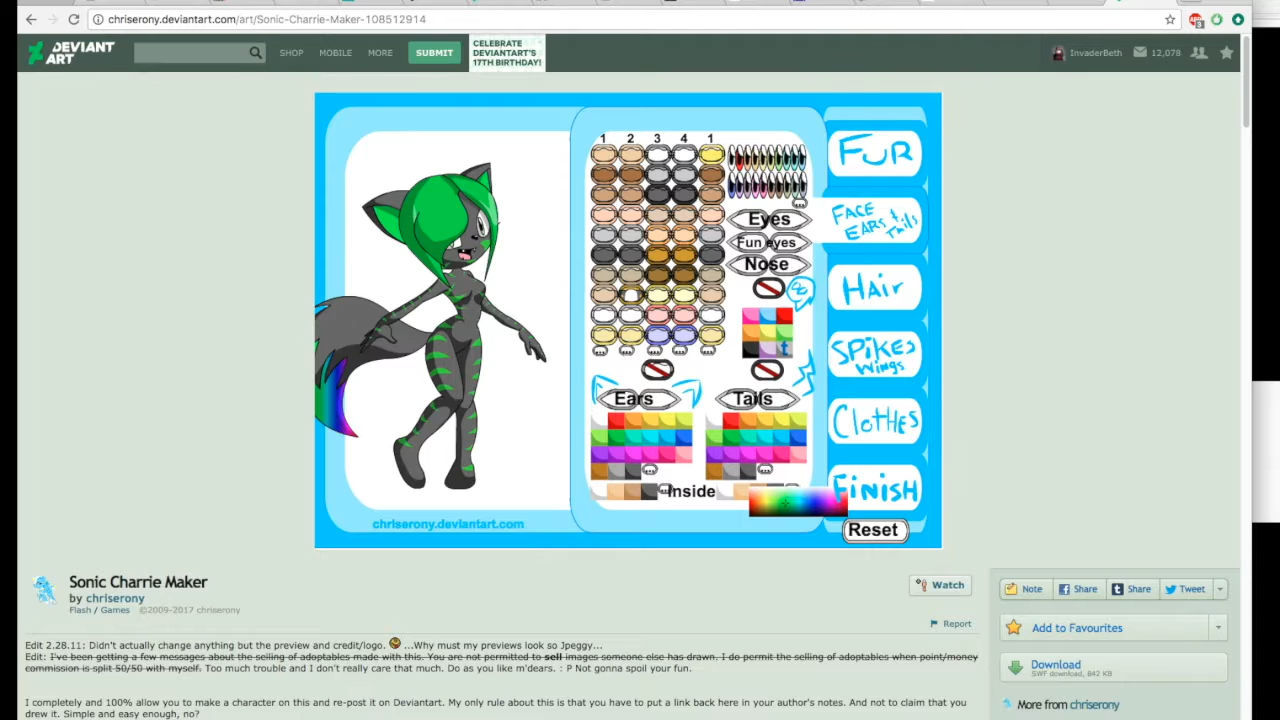 chriserony.deviantart.com/art/Sonic-Charrie-Maker-108512914
DEVIANT
ART
SHOP
MOBILE
MORE
SUBMIT
CELEBRATE
DEVIANTART'S
17TH BIRTHDAY!
InvaderBeth
12,078
1 2 3 4 1
Eyes
Fun eyes
Nose
Ears
Tails
Inside
FUR
FACE
EARS &
Tails
HAir
SPiKES
WiNgs
ClotHES
FiNiSH
Reset
chriserony.deviantart.com
Sonic Charrie Maker
by chriserony
Flash / Games ©2009-2017 chriserony
Watch
Report
Edit 2.28.11: Didn't actually change anything but the preview and credit/logo. ...Why must my previews look so Jpeggy...
Edit: I've been getting a few messages about the selling of adoptables made with this. You are not permitted to sell images someone else has drawn. I do permit the selling of adoptables when point/money
commission is split 50/50 with myself. Too much trouble and I don't really care that much. Do as you like m'dears. : P Not gonna spoil your fun.
I completely and 100% allow you to make a character on this and re-post it on Deviantart. My only rule about this is that you have to put a link back here in your author's notes. And not to claim that you
drew it. Simple and easy enough, no?
Note
Share
Share
Tweet
Add to Favourites
Download
SWF download, 842 KB
More from chriserony